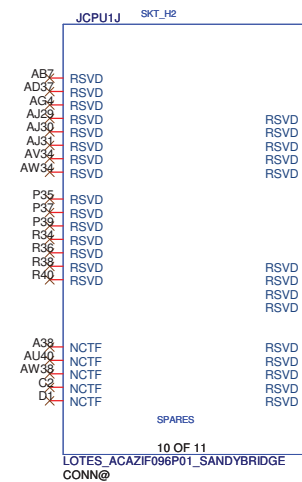 JCPU1J SKT_H2
AB7 RSVD
AD37 RSVD
AG4 RSVD
AJ29 RSVD RSVD
AJ30 RSVD RSVD
AJ31 RSVD RSVD
AV34 RSVD RSVD
AW34 RSVD RSVD
P35 RSVD
P37 RSVD
P39 RSVD
R34 RSVD
R36 RSVD
R38 RSVD RSVD
R40 RSVD RSVD
RSVD
RSVD
A38 NCTF RSVD
AU40 NCTF RSVD
AW38 NCTF RSVD
C2 NCTF RSVD
D1 NCTF RSVD
SPARES
10 OF 11
LOTES_ACAZIF096P01_SANDYBRIDGE
CONN@